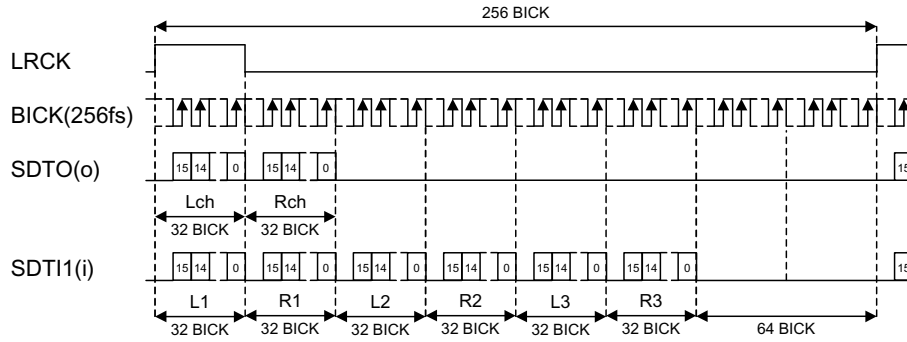 256 BICK
LRCK
BICK(256fs)
SDTO(o) 15 14 0 15 14 0 15
Lch Rch
32 BICK 32 BICK
SDTI1(i) 15 14 0 15 14 0 15 14 0 15 14 0 15 14 0 15 14 0 15
L1 R1 L2 R2 L3 R3
32 BICK 32 BICK 32 BICK 32 BICK 32 BICK 32 BICK 64 BICK